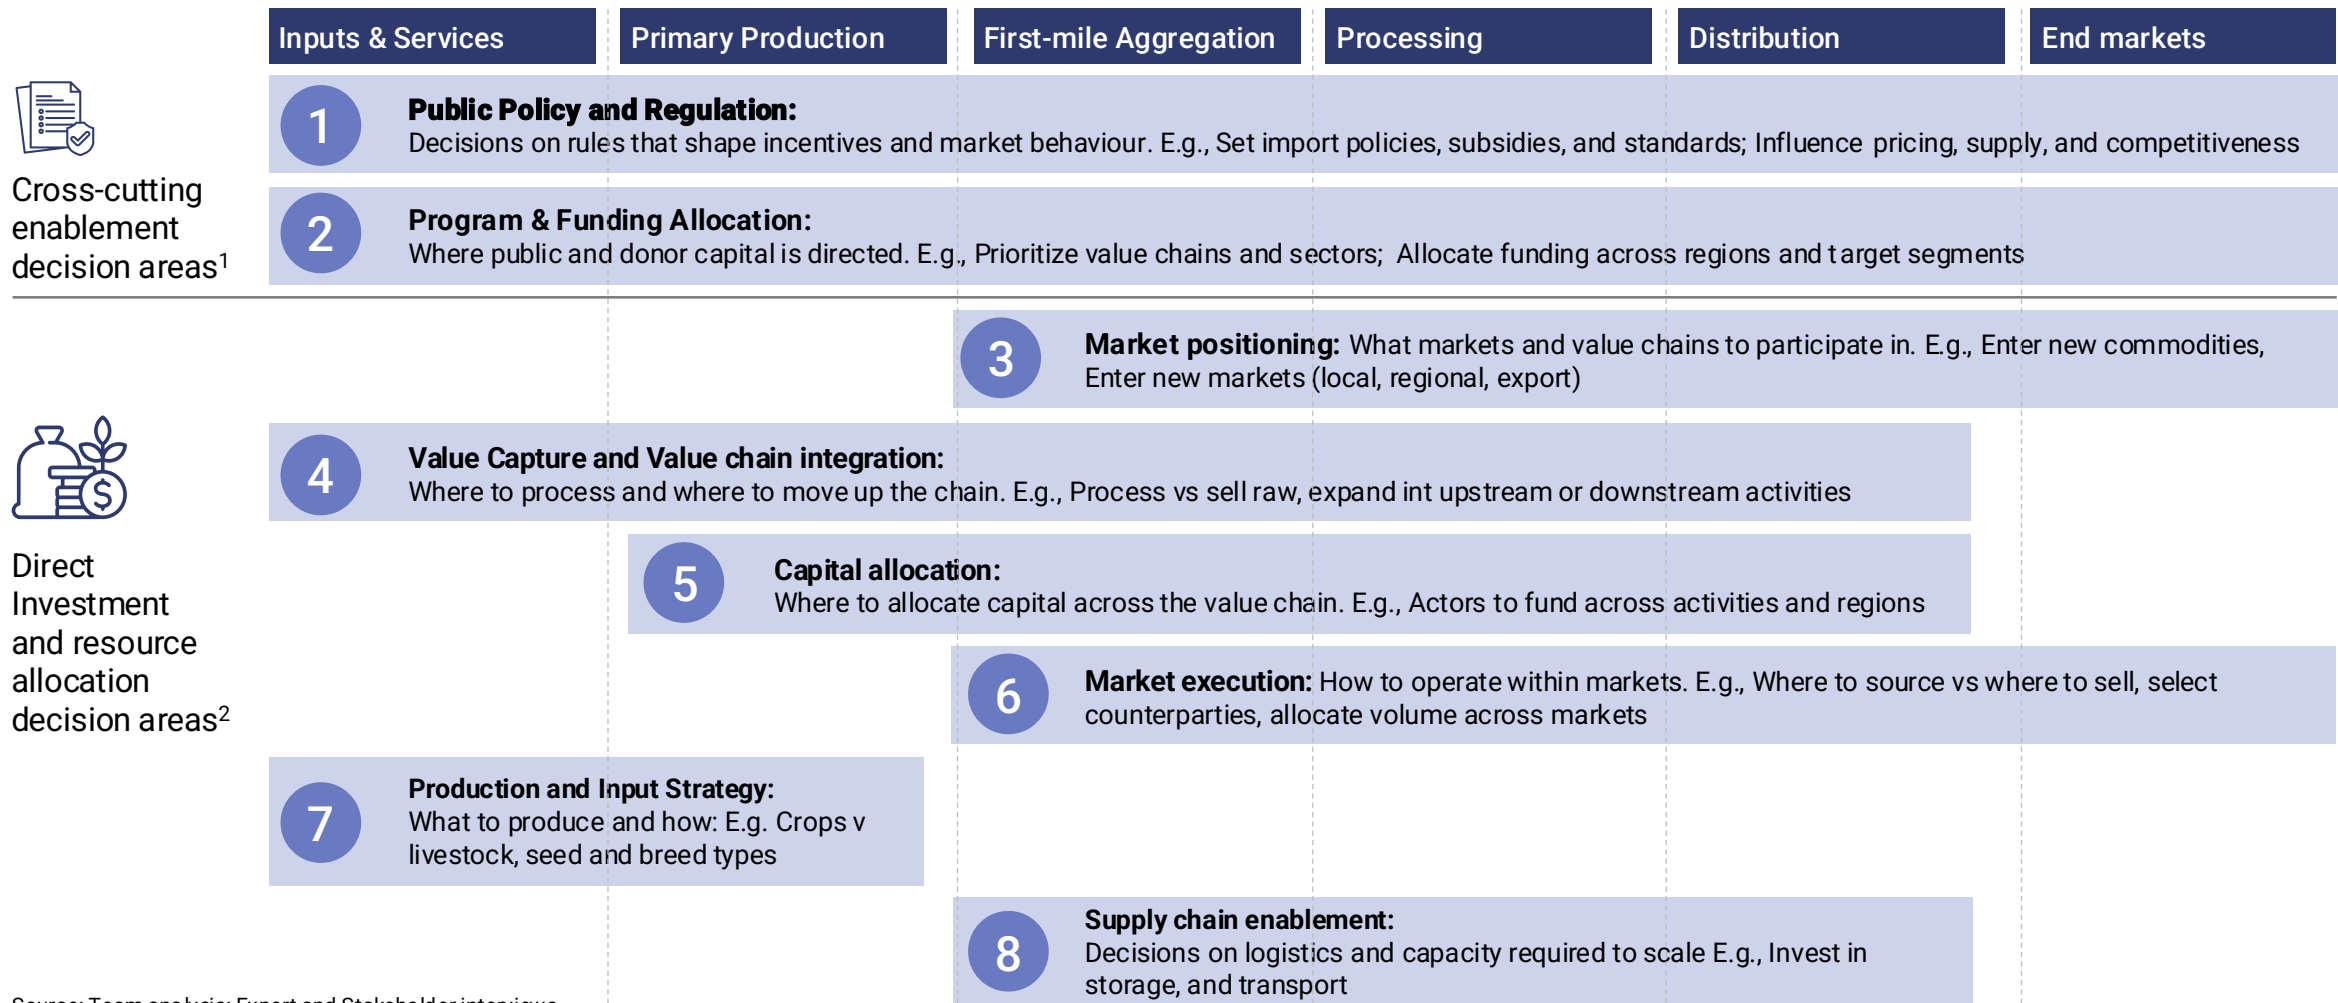 Inputs & Services
Primary Production
First-mile Aggregation
Processing
Distribution
End markets
Cross-cutting
enablement
decision areas1
1
Public Policy and Regulation:
Decisions on rules that shape incentives and market behaviour. E.g., Set import policies, subsidies, and standards; Influence pricing, supply, and competitiveness
2
Program & Funding Allocation:
Where public and donor capital is directed. E.g., Prioritize value chains and sectors; Allocate funding across regions and target segments
Direct
Investment
and resource
allocation
decision areas2
3
Market positioning: What markets and value chains to participate in. E.g., Enter new commodities,
Enter new markets (local, regional, export)
4
Value Capture and Value chain integration:
Where to process and where to move up the chain. E.g., Process vs sell raw, expand int upstream or downstream activities
5
Capital allocation:
Where to allocate capital across the value chain. E.g., Actors to fund across activities and regions
6
Market execution: How to operate within markets. E.g., Where to source vs where to sell, select
counterparties, allocate volume across markets
7
Production and Input Strategy:
What to produce and how: E.g. Crops v
livestock, seed and breed types
8
Supply chain enablement:
Decisions on logistics and capacity required to scale E.g., Invest in
storage, and transport
Source: Team analysis; Expert and Stakeholder interviews